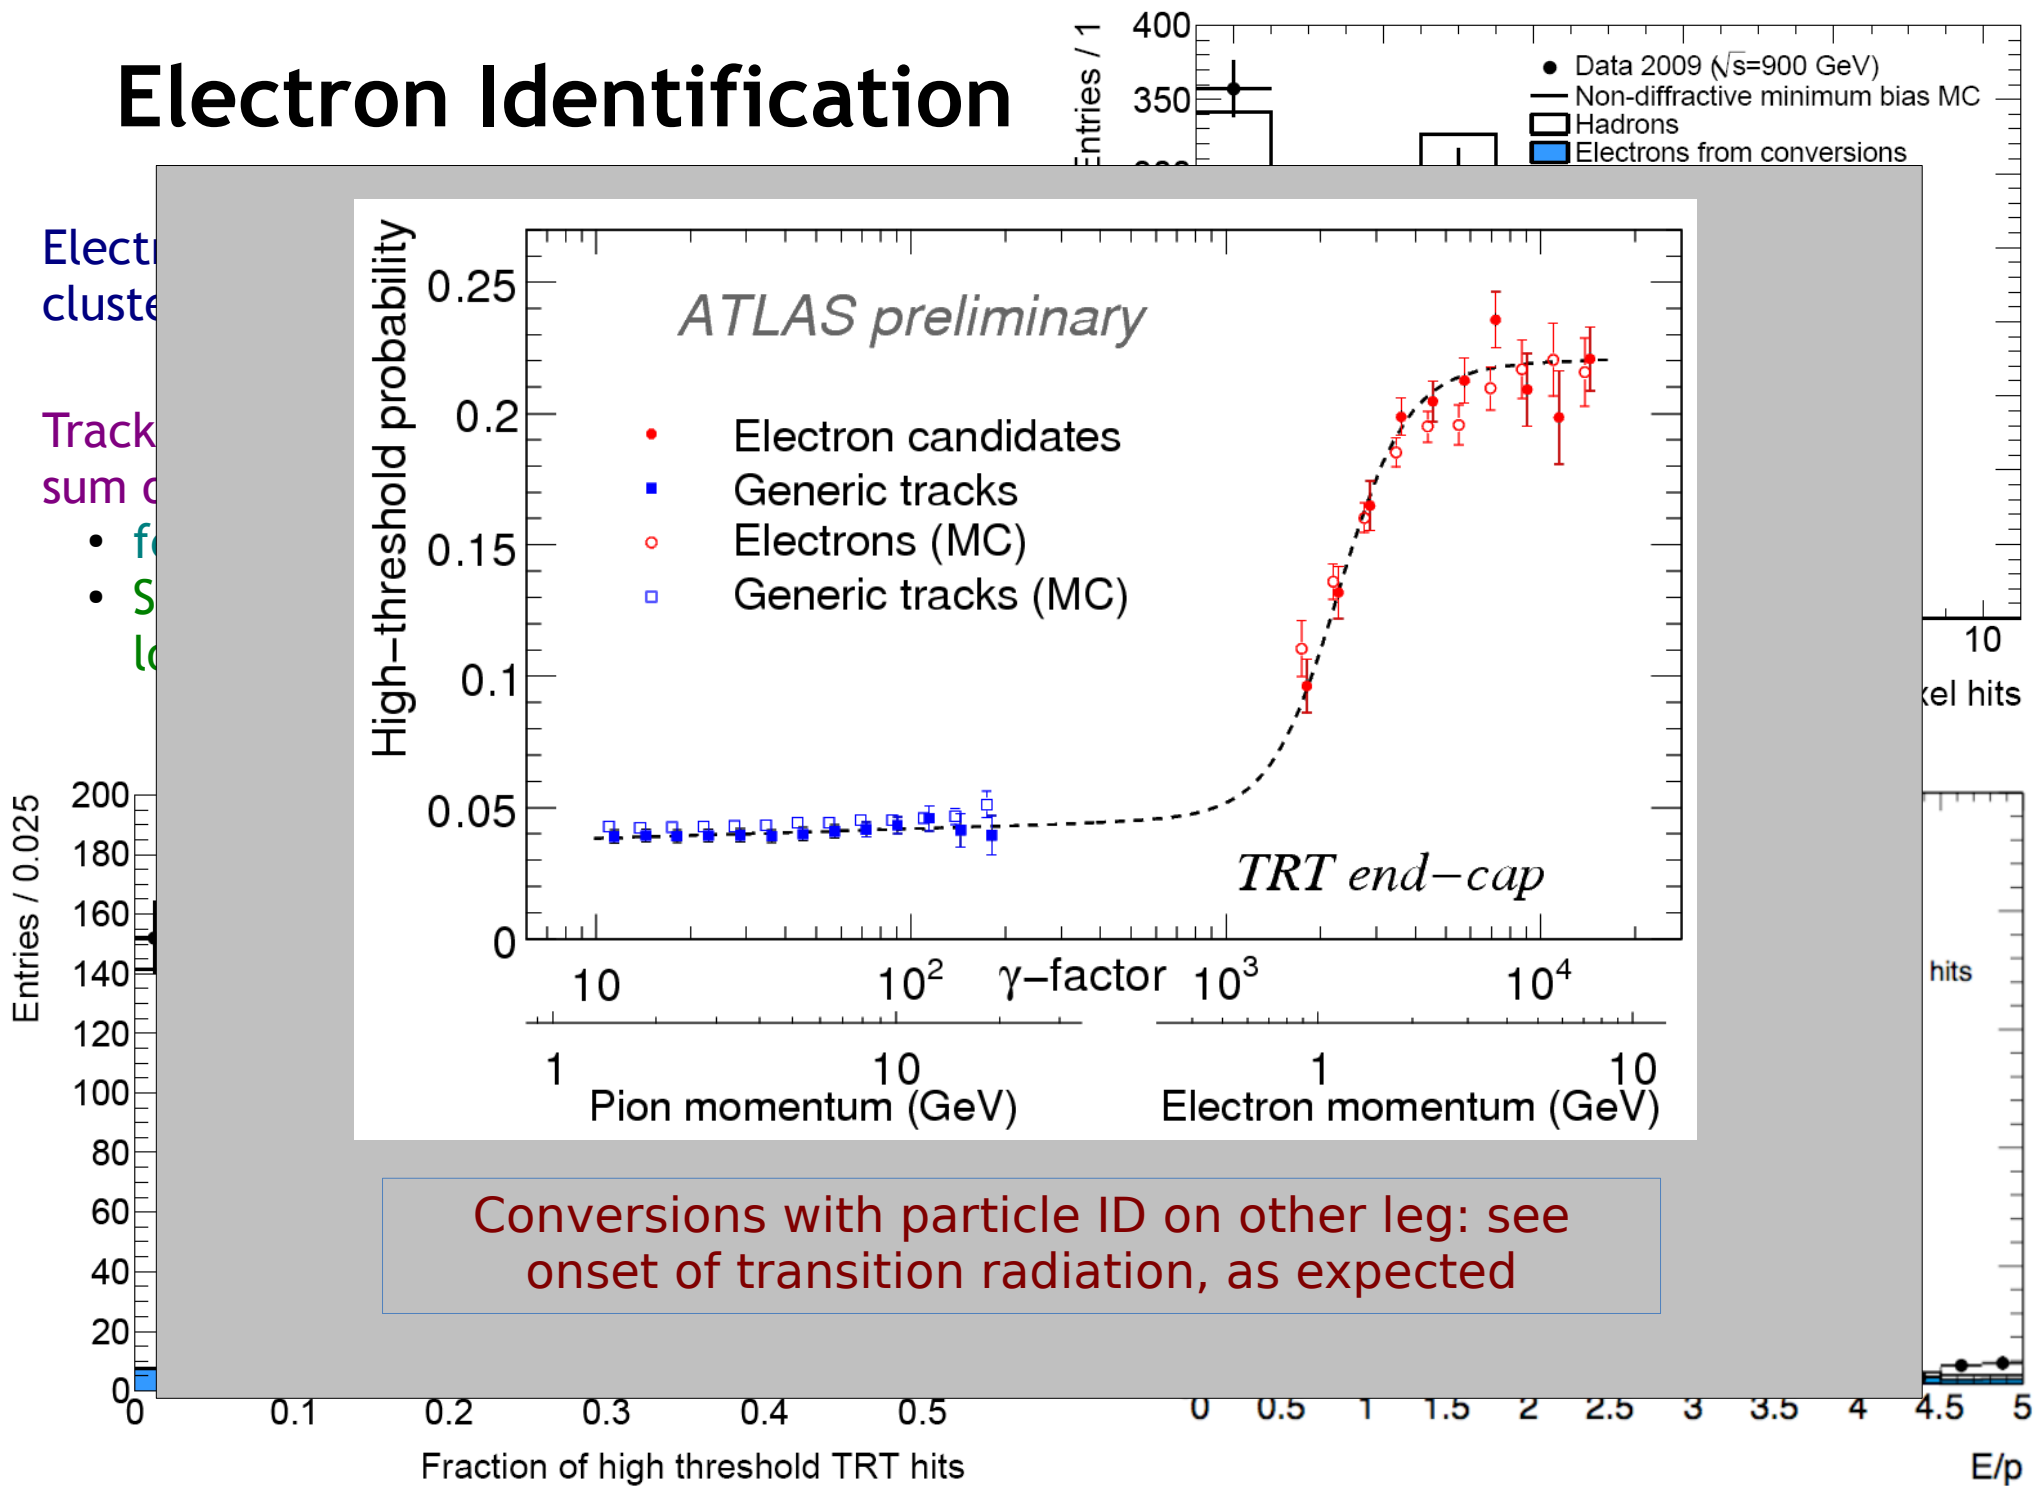 Electron Identification
Entries / 1
400
350
Data 2009 (√s=900 GeV)
Non-diffractive minimum bias MC
Hadrons
Electrons from conversions
Track
sum
10
hits
High-threshold probability
0.25
0.2
0.15
0.1
0.05
0
ATLAS preliminary
Electron candidates
Generic tracks
Electrons (MC)
Generic tracks (MC)
TRT end-cap
10
10²
γ-factor
10³
10⁴
1
10
1
10
Pion momentum (GeV)
Electron momentum (GeV)
Conversions with particle ID on other leg: see
onset of transition radiation, as expected
Entries / 0.025
200
180
160
140
120
100
80
60
40
20
0
0 0.1 0.2 0.3 0.4 0.5
Fraction of high threshold TRT hits
hits
0 0.5 1 1.5 2 2.5 3 3.5 4 4.5 5
E/p